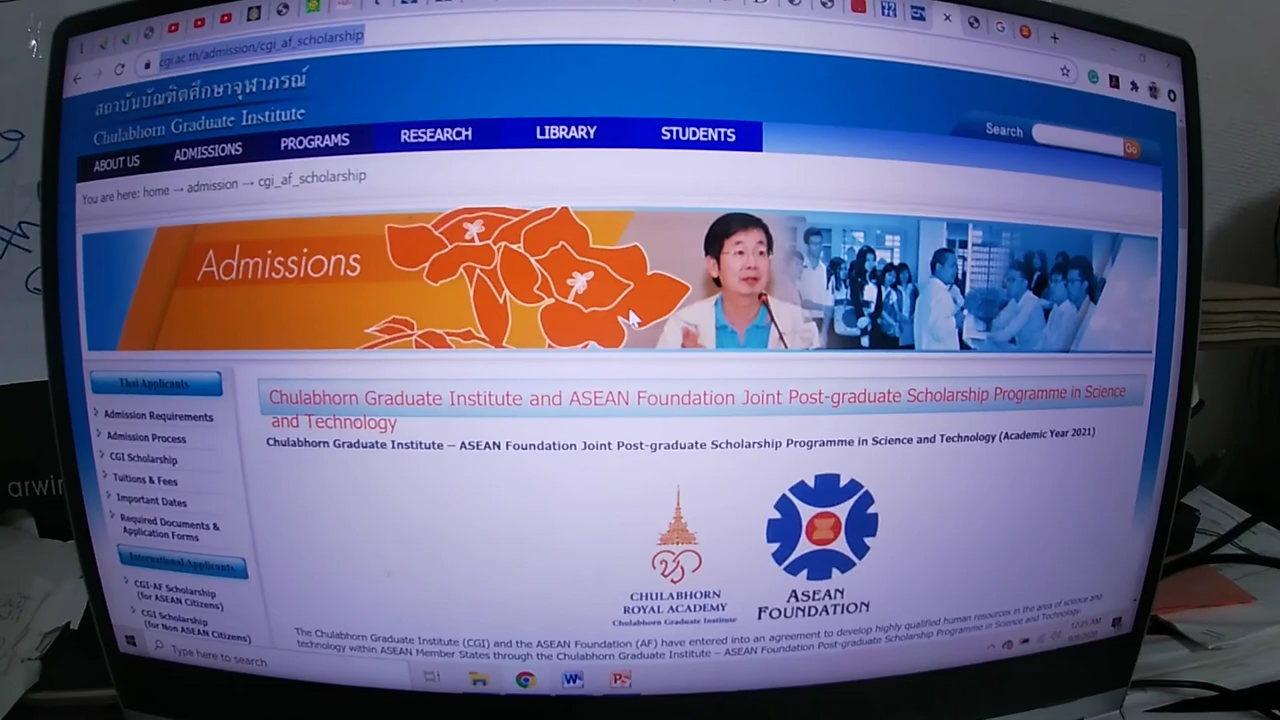 cgi.ac.th/admission/cgi_af_scholarship
สถาบันบัณฑิตศึกษาจุฬาภรณ์
Chulabhorn Graduate Institute
ABOUT US ADMISSIONS PROGRAMS RESEARCH LIBRARY STUDENTS
Search Go
You are here: home → admission → cgi_af_scholarship
Admissions
Thai Applicants
Admission Requirements
Admission Process
CGI Scholarship
Tuitions & Fees
Important Dates
Required Documents &
Application Forms
International Applicants
CGI-AF Scholarship
(for ASEAN Citizens)
CGI Scholarship
(for Non ASEAN Citizens)
Chulabhorn Graduate Institute and ASEAN Foundation Joint Post-graduate Scholarship Programme in Science
and Technology
Chulabhorn Graduate Institute – ASEAN Foundation Joint Post-graduate Scholarship Programme in Science and Technology (Academic Year 2021)
CHULABHORN
ROYAL ACADEMY
Chulabhorn Graduate Institute
ASEAN
FOUNDATION
The Chulabhorn Graduate Institute (CGI) and the ASEAN Foundation (AF) have entered into an agreement to develop highly qualified human resources in the area of science and
technology within ASEAN Member States through the Chulabhorn Graduate Institute – ASEAN Foundation Post-graduate Scholarship Programme in Science and Technology.
Type here to search
12:05 AM